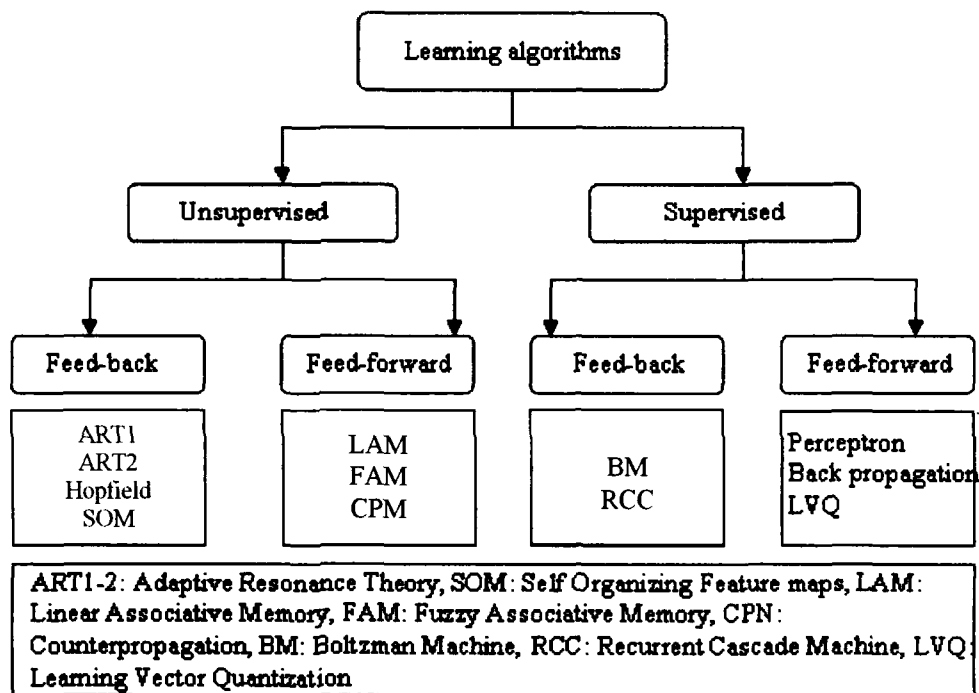 Learning algorithms
Unsupervised
Supervised
Feed-back
Feed-forward
Feed-back
Feed-forward
ART1
ART2
Hopfield
SOM
LAM
FAM
CPM
BM
RCC
Perceptron
Back propagation
LVQ
ART1-2: Adaptive Resonance Theory, SOM: Self Organizing Feature maps, LAM:
Linear Associative Memory, FAM: Fuzzy Associative Memory, CPN:
Counterpropagation, BM: Boltzman Machine, RCC: Recurrent Cascade Machine, LVQ:
Learning Vector Quantization